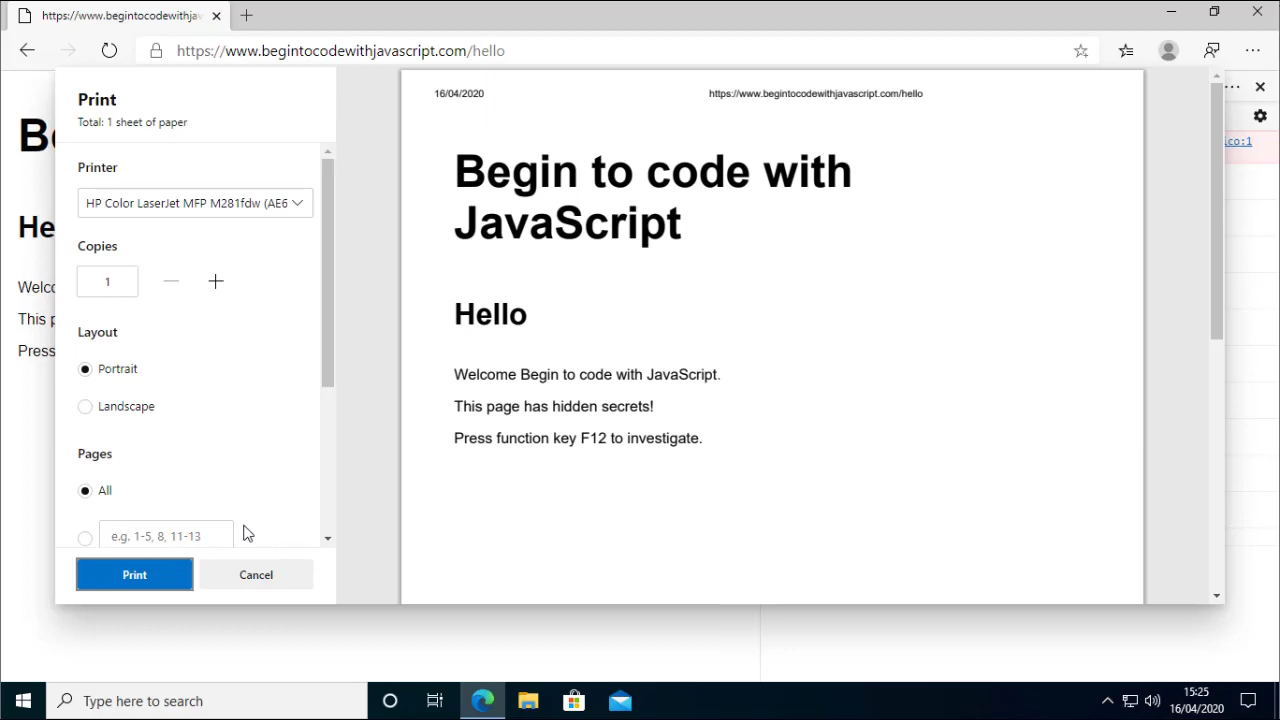 https://www.begintocodewithjava
https://www.begintocodewithjavascript.com/hello
Be
He
Welco
This p
Press
Print
Total: 1 sheet of paper
Printer
HP Color LaserJet MFP M281fdw (AE6
Copies
1
Layout
Portrait
Landscape
Pages
All
e.g, 1-5, 8, 11-13
Print
Cancel
16/04/2020
https://www.begintocodewithjavascript.com/hello
Begin to code with
JavaScript
Hello
Welcome Begin to code with JavaScript.
This page has hidden secrets!
Press function key F12 to investigate.
ico:1
Type here to search
15:25
16/04/2020